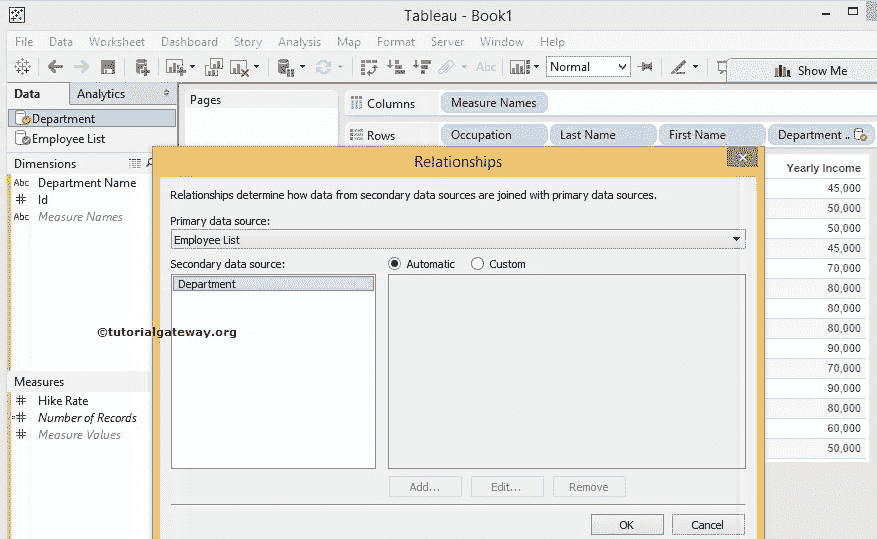 Tableau - Book1
File Data Worksheet Dashboard Story Analysis Map Format Server Window Help
Abc Normal Show Me
Data Analytics
Department
Employee List
Dimensions
Abc Department Name
# Id
Abc Measure Names
Measures
# Hike Rate
# Number of Records
# Measure Values
Pages
Columns Measure Names
Rows Occupation Last Name First Name Department ..
Relationships
Relationships determine how data from secondary data sources are joined with primary data sources.
Primary data source:
Employee List
Secondary data source:
Automatic Custom
Department
Add... Edit... Remove
OK Cancel
©tutorialgateway.org
Yearly Income
45,000
50,000
50,000
45,000
70,000
80,000
80,000
80,000
90,000
70,000
90,000
80,000
60,000
50,000